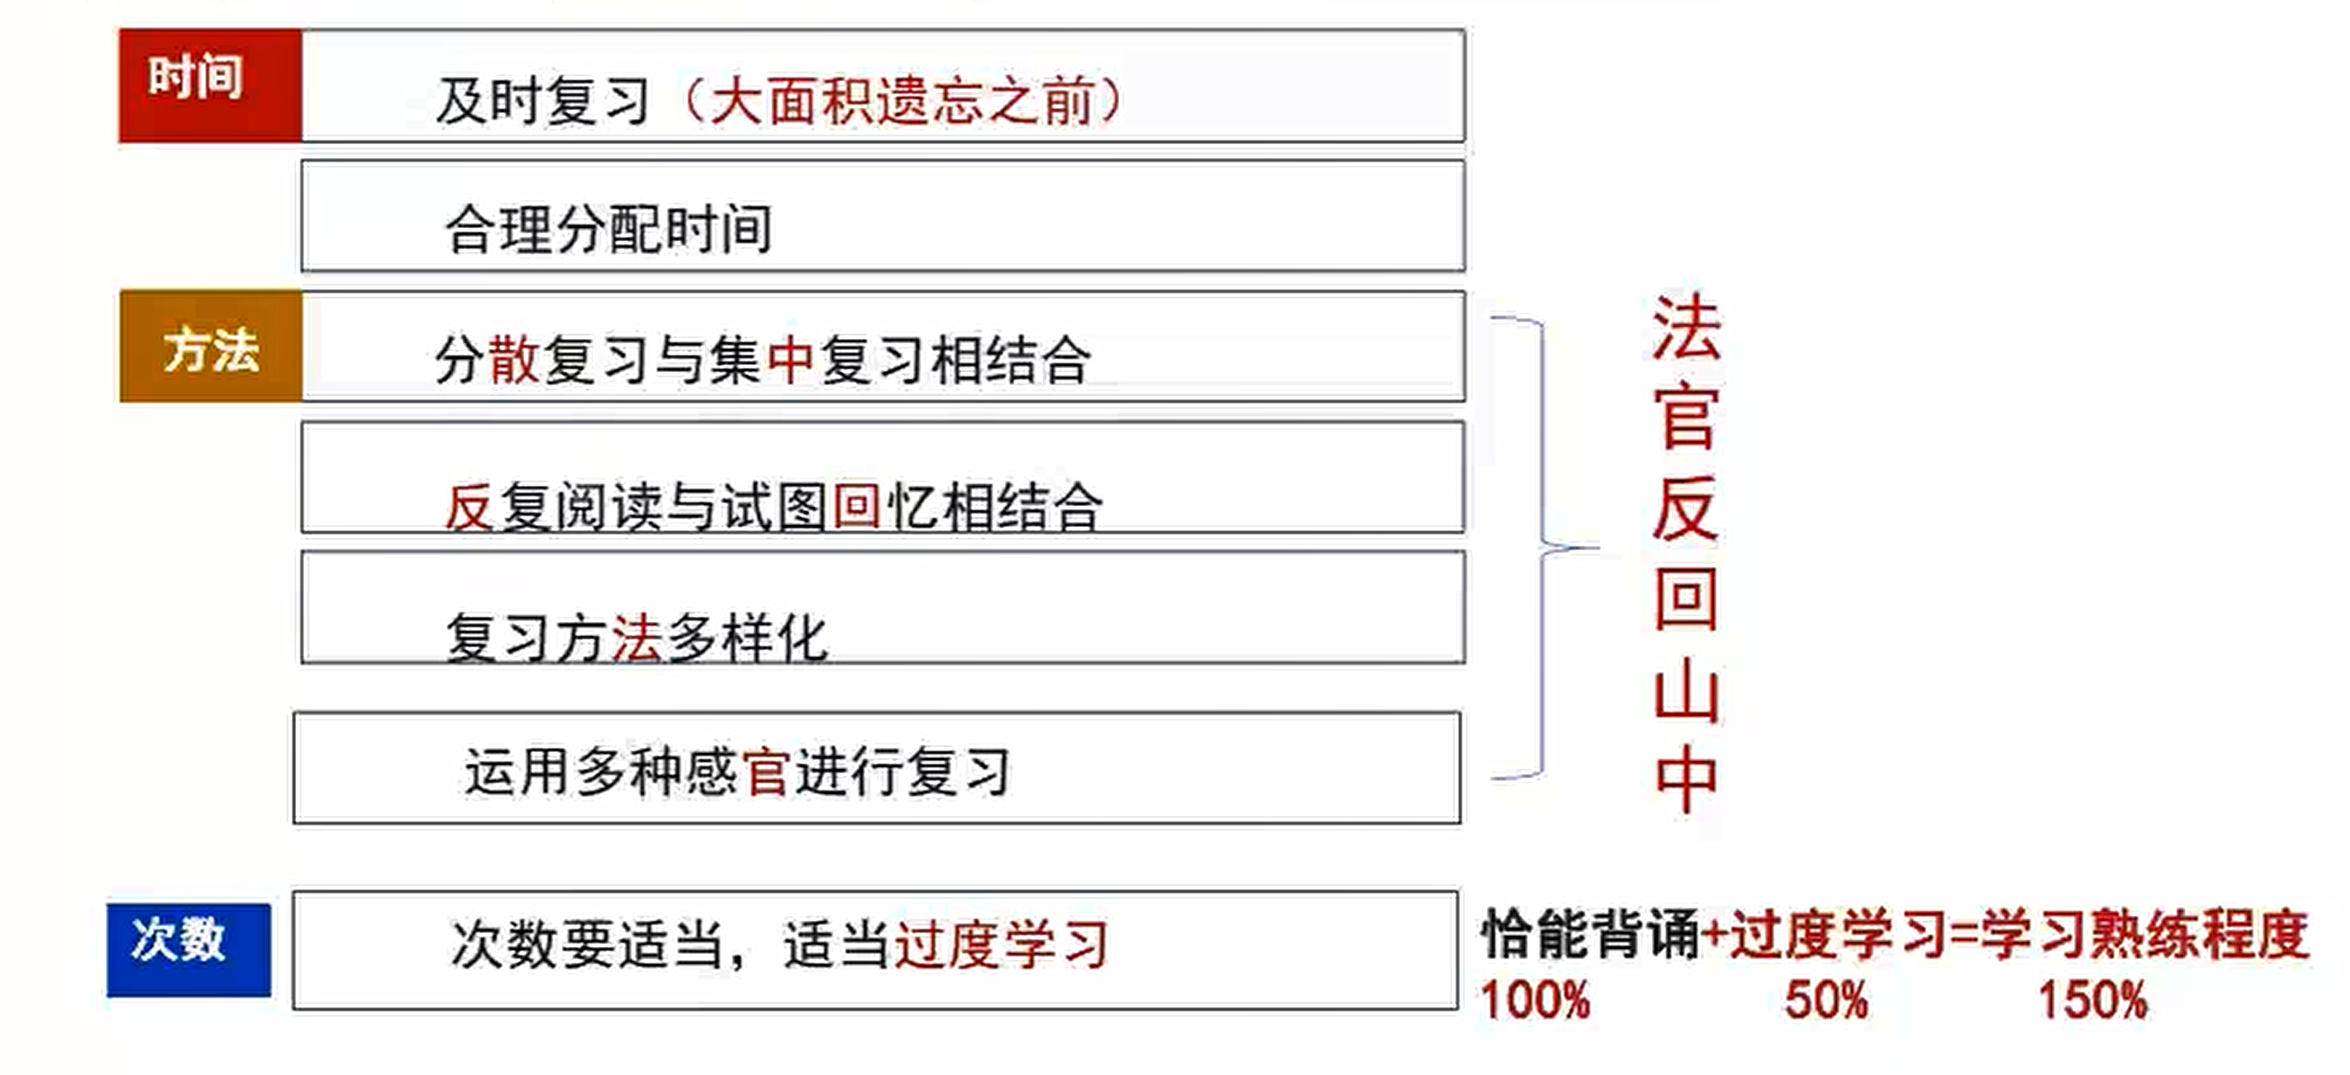 时间
及时复习（大面积遗忘之前）
合理分配时间
方法
分散复习与集中复习相结合
反复阅读与试图回忆相结合
复习方法多样化
运用多种感官进行复习
法
官
反
回
山
中
次数
次数要适当，适当过度学习
恰能背诵+过度学习=学习熟练程度
100% 50% 150%